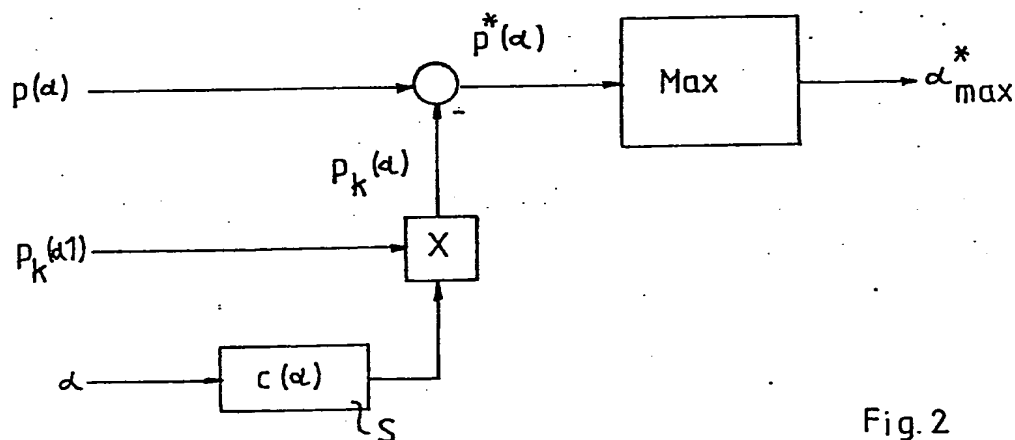 p*(α)
p(α)
-
Max
α*max
pk(α)
pk(α1)
X
α
c(α)
S
Fig. 2